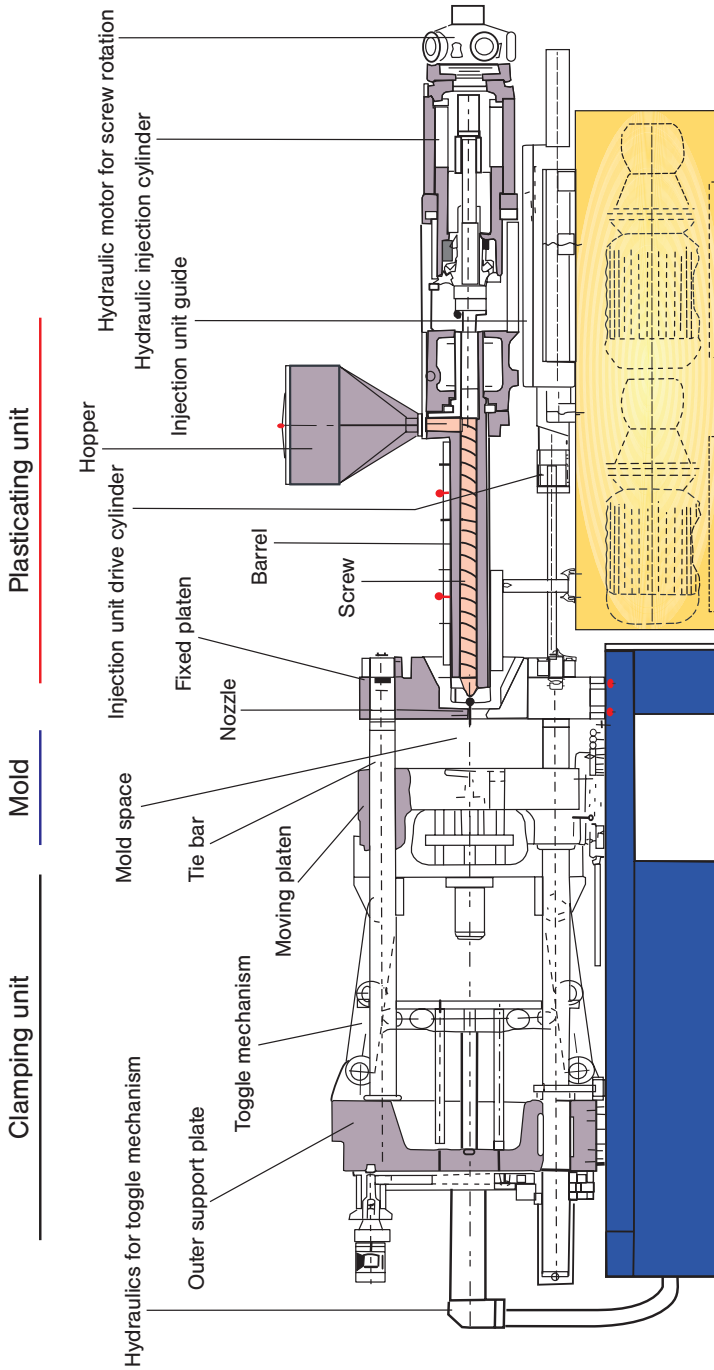 Clamping unit
Mold
Plasticating unit
Hydraulics for toggle mechanism
Outer support plate
Toggle mechanism
Moving platen
Tie bar
Mold space
Nozzle
Fixed platen
Injection unit drive cylinder
Screw
Barrel
Hopper
Injection unit guide
Hydraulic injection cylinder
Hydraulic motor for screw rotation